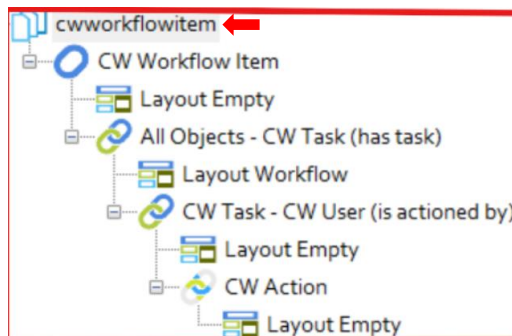 cwworkflowitem
CW Workflow Item
Layout Empty
All Objects - CW Task (has task)
Layout Workflow
CW Task - CW User (is actioned by)
Layout Empty
CW Action
Layout Empty